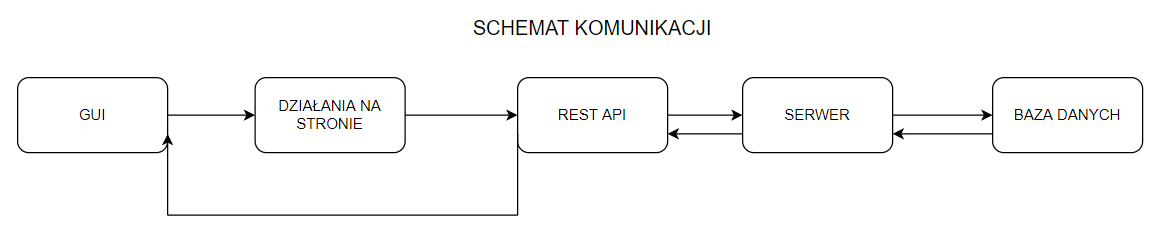 SCHEMAT KOMUNIKACJI
GUI
DZIAŁANIA NA
STRONIE
REST API
SERWER
BAZA DANYCH